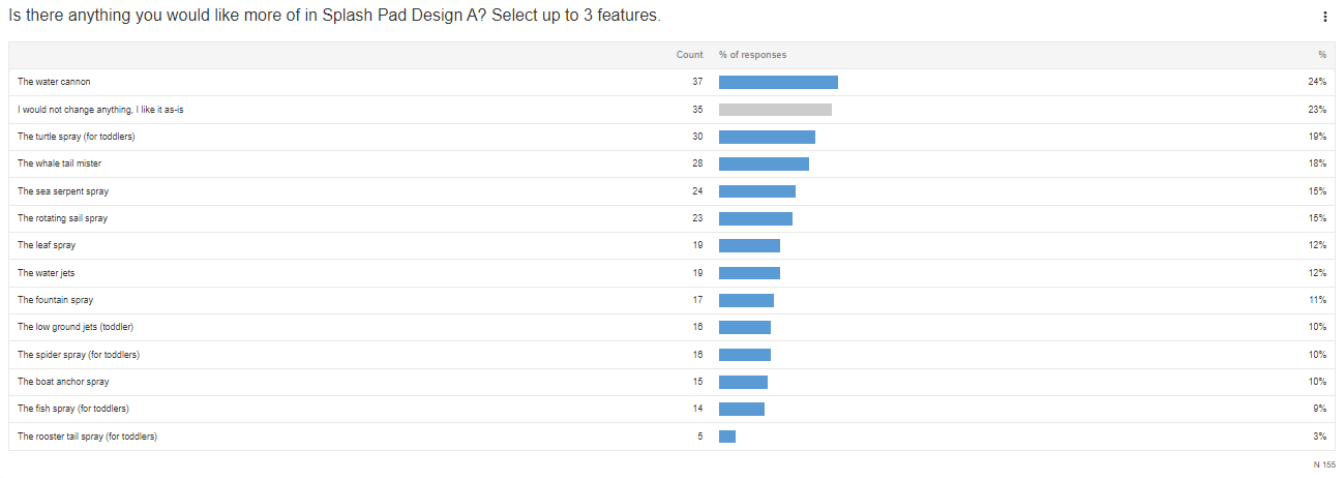 Is there anything you would like more of in Splash Pad Design A? Select up to 3 features.
Count % of responses %
The water cannon 37 24%
I would not change anything, I like it as-is 35 23%
The turtle spray (for toddlers) 30 19%
The whale tail mister 28 18%
The sea serpent spray 24 15%
The rotating sail spray 23 15%
The leaf spray 19 12%
The water jets 19 12%
The fountain spray 17 11%
The low ground jets (toddler) 16 10%
The spider spray (for toddlers) 16 10%
The boat anchor spray 15 10%
The fish spray (for toddlers) 14 9%
The rooster tail spray (for toddlers) 5 3%
N 155